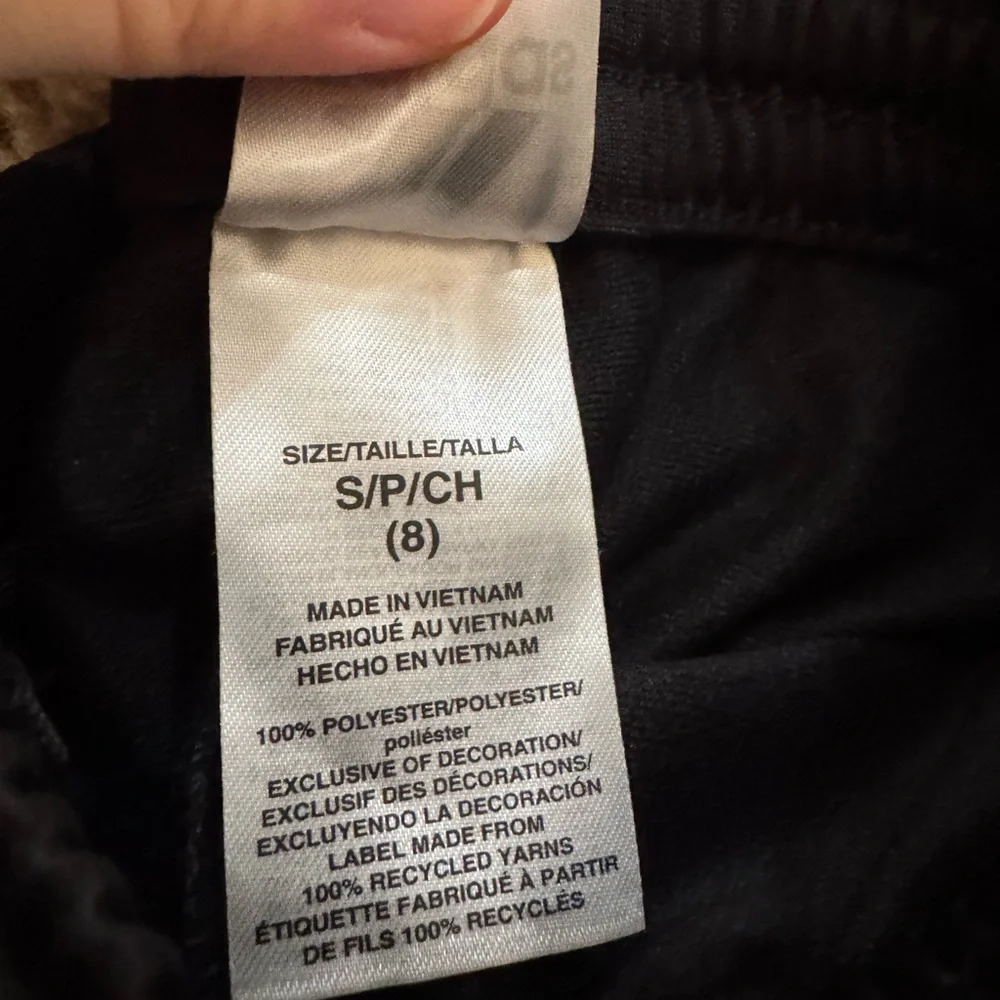 SIZE/TAILLE/TALLA
S/P/CH
(8)
MADE IN VIETNAM
FABRIQUÉ AU VIETNAM
HECHO EN VIETNAM
100% POLYESTER/POLYESTER/
poliéster
EXCLUSIVE OF DECORATION/
EXCLUSIF DES DÉCORATIONS/
EXCLUYENDO LA DECORACIÓN
LABEL MADE FROM
100% RECYCLED YARNS
ÉTIQUETTE FABRIQUÉ À PARTIR
DE FILS 100% RECYCLÉS